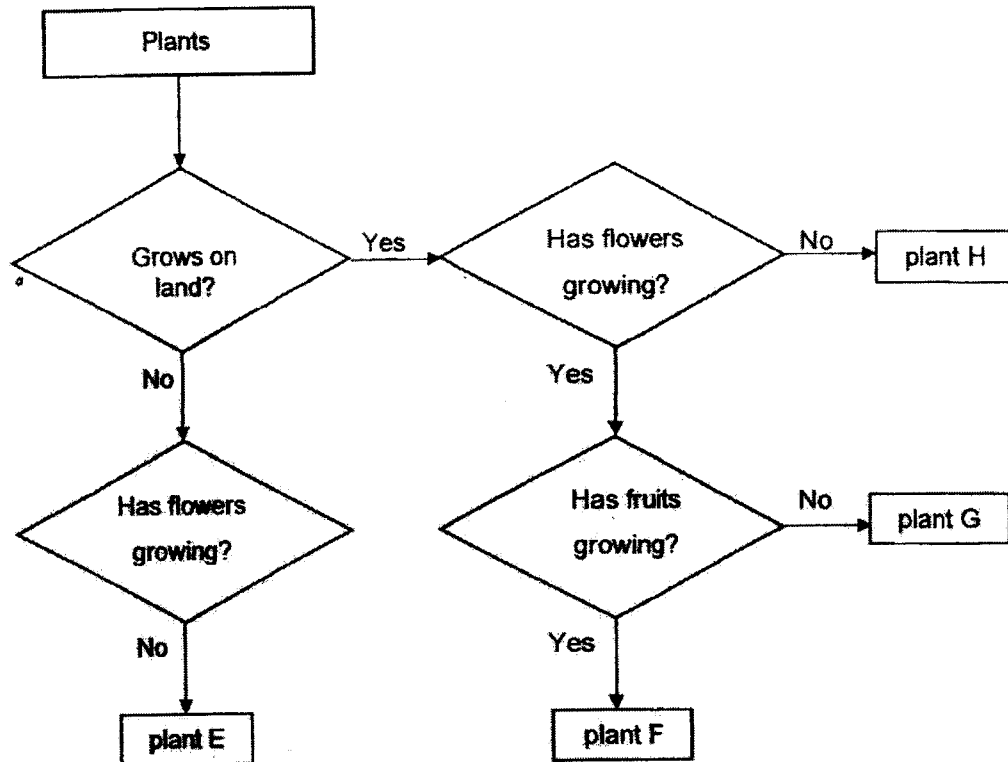 Plants
Grows on
land?
Yes
Has flowers
growing?
No
plant H
No
Yes
Has flowers
growing?
Has fruits
growing?
No
plant G
No
Yes
plant E
plant F